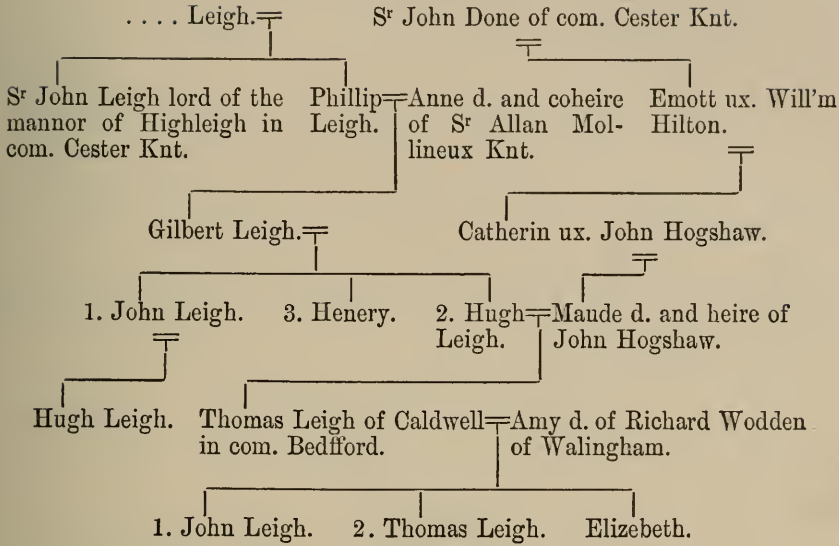 .... Leigh. Sr John Done of com. Cester Knt.
Sr John Leigh lord of the mannor of Highleigh in com. Cester Knt.
Phillip Leigh.
Anne d. and coheire of Sr Allan Mol-
lineux Knt.
Emott ux. Will'm Hilton.
Gilbert Leigh. Catherin ux. John Hogshaw.
1. John Leigh. 3. Henery. 2. Hugh Leigh.
Maude d. and heire of John Hogshaw.
Hugh Leigh. Thomas Leigh of Caldwell in com. Bedfford.
Amy d. of Richard Wodden of Walingham.
1. John Leigh. 2. Thomas Leigh. Elizebeth.